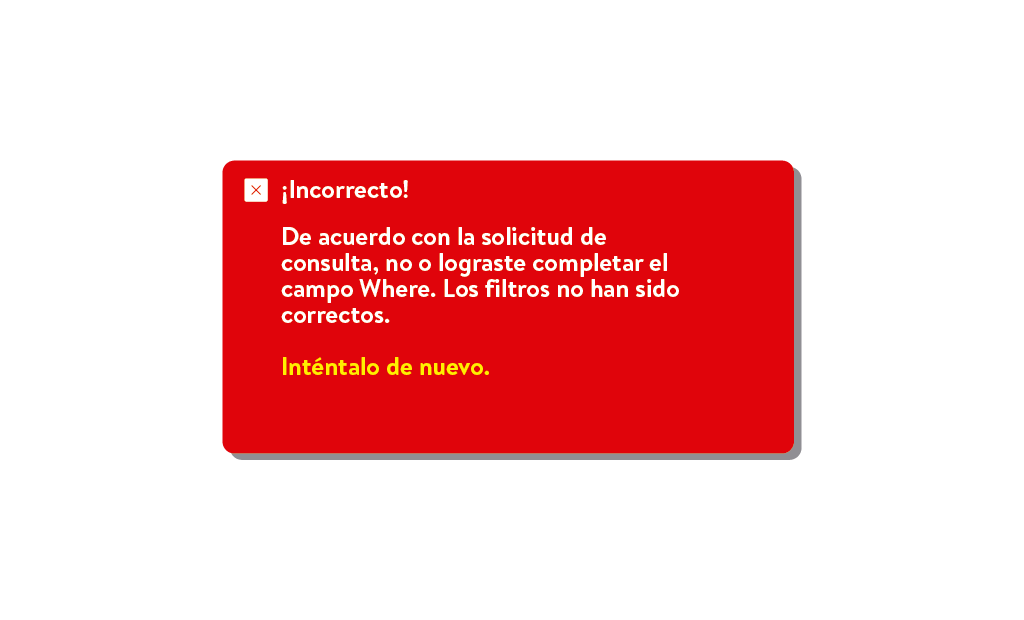 ¡Incorrecto!
De acuerdo con la solicitud de
consulta, no o lograste completar el
campo Where. Los filtros no han sido
correctos.
Inténtalo de nuevo.